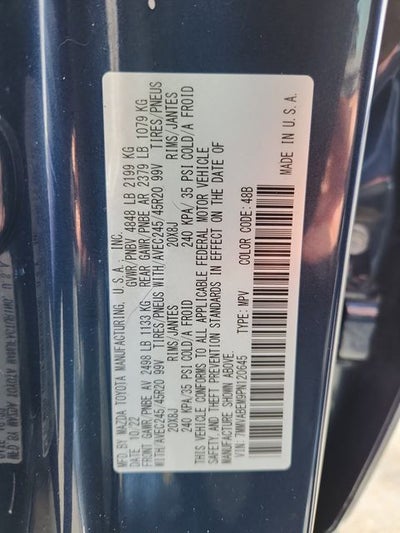 MFD. BY MAZDA TOYOTA MANUFACTURING, U.S.A., INC.
DATE: 10/22 GVWR/PNBV 4848 LB 2199 KG
FRONT GAWR/PNBE AV 2498 LB 1133 KG REAR GAWR/PNBE AR 2379 LB 1079 KG
WITH/AVEC245/45R20 99V TIRES/PNEUS WITH/AVEC245/45R20 99V TIRES/PNEUS
20X8J RIMS/JANTES 20X8J RIMS/JANTES
240 KPA/35 PSI COLD/A FROID 240 KPA/ 35 PSI COLD/A FROID
THIS VEHICLE CONFORMS TO ALL APPLICABLE FEDERAL MOTOR VEHICLE
SAFETY AND THEFT PREVENTION STANDARDS IN EFFECT ON THE DATE OF
MANUFACTURE SHOWN ABOVE.
VIN: 7MMVABEM9PN120645 TYPE: MPV COLOR CODE: 48B
MADE IN U.S.A.